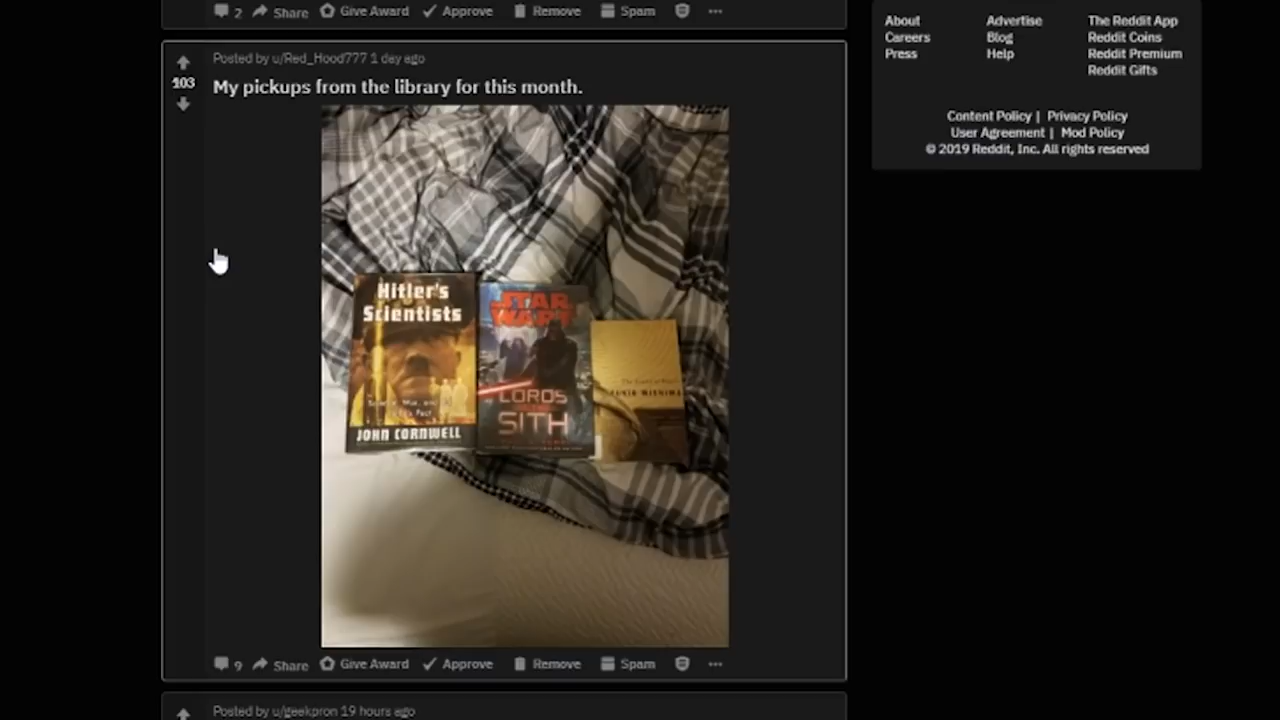 2 Share Give Award Approve Remove Spam
About Advertise The Reddit App
Careers Blog Reddit Coins
Press Help Reddit Premium
Reddit Gifts
Content Policy | Privacy Policy
User Agreement | Mod Policy
© 2019 Reddit, Inc. All rights reserved
Posted by u/Red_Hood777 1 day ago
103
My pickups from the library for this month.
Hitler's
Scientists
JOHN CORNWELL
STAR
WARS
LORDS
SITH
YUKIO MISHIMA
9 Share Give Award Approve Remove Spam
Posted by u/geekpron 19 hours ago